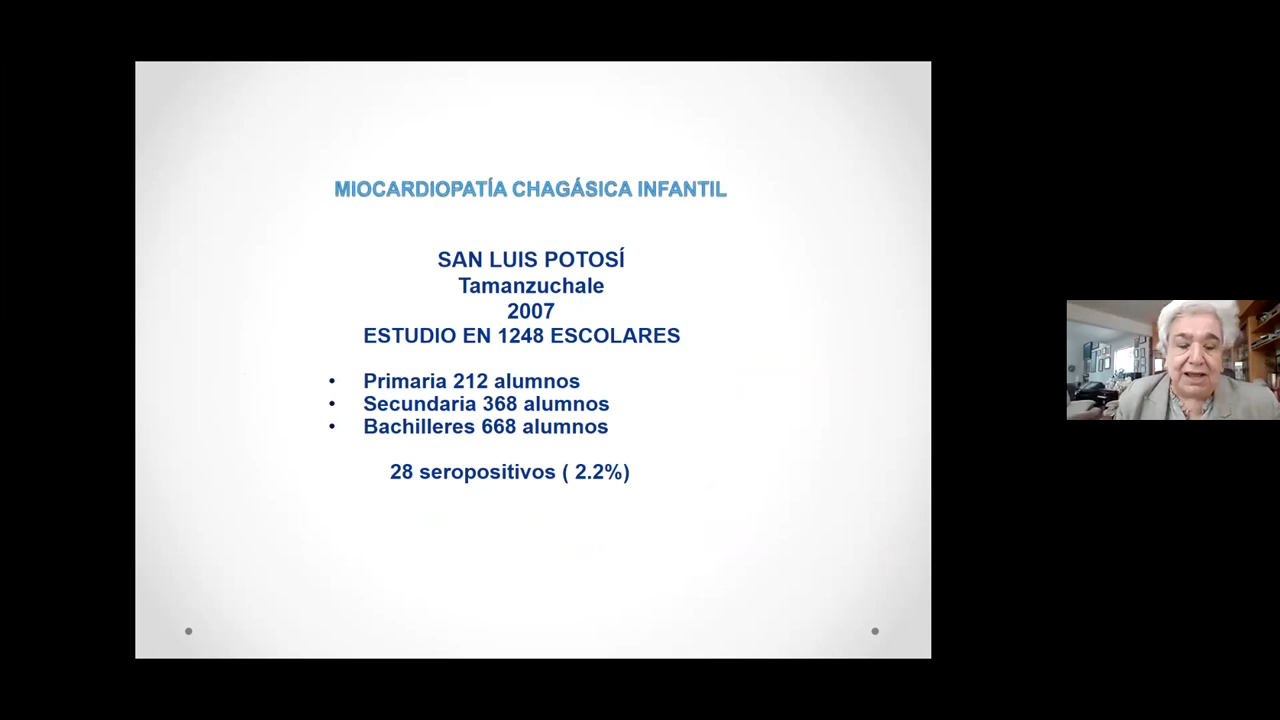 MIOCARDIOPATÍA CHAGÁSICA INFANTIL
SAN LUIS POTOSÍ
Tamanzuchale
2007
ESTUDIO EN 1248 ESCOLARES
• Primaria 212 alumnos
• Secundaria 368 alumnos
• Bachilleres 668 alumnos
28 seropositivos ( 2.2%)